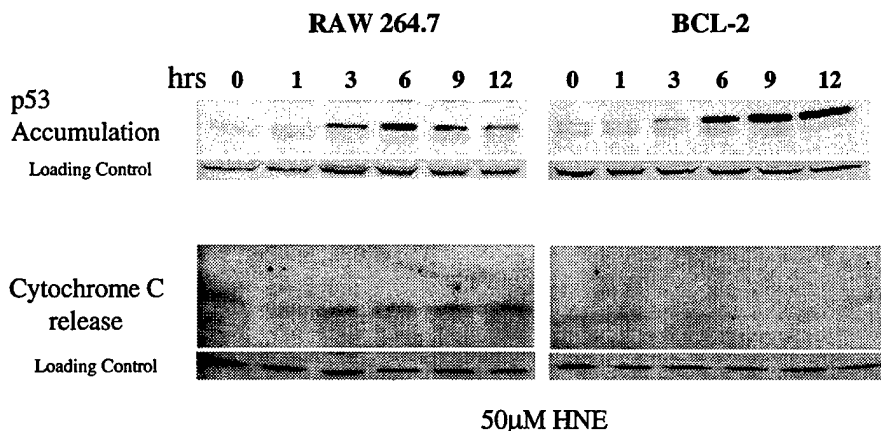 RAW 264.7 BCL-2
hrs 0 1 3 6 9 12 0 1 3 6 9 12
p53
Accumulation
Loading Control
Cytochrome C
release
Loading Control
50μM HNE